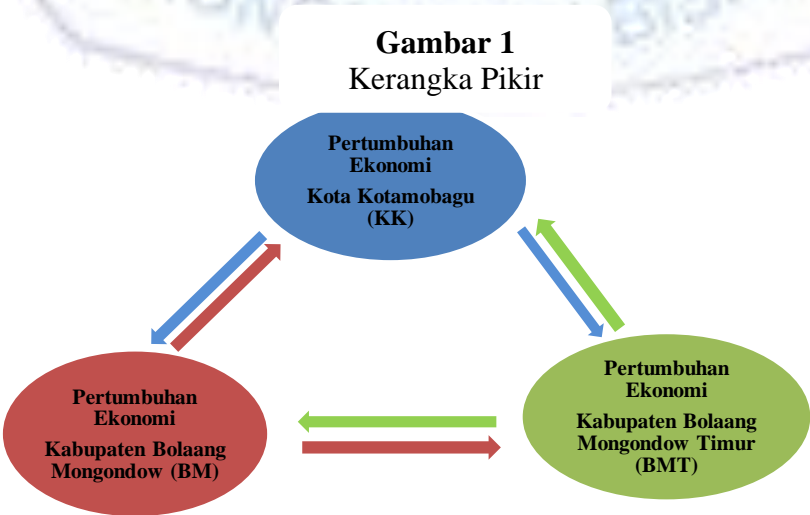 Gambar 1
Kerangka Pikir
Pertumbuhan
Ekonomi
Kota Kotamobagu
(KK)
Pertumbuhan
Ekonomi
Kabupaten Bolaang
Mongondow (BM)
Pertumbuhan
Ekonomi
Kabupaten Bolaang
Mongondow Timur
(BMT)